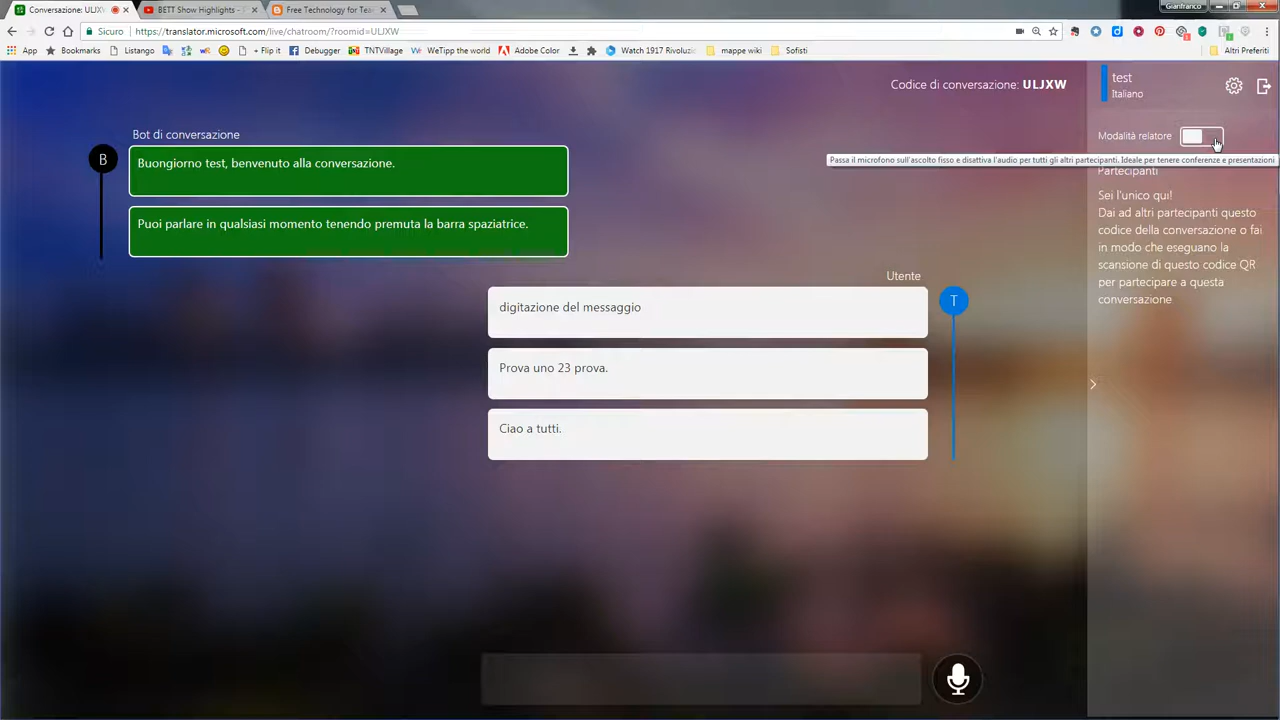 Conversazione: ULJXW
BETT Show Highlights -
Free Technology for Tea
Gianfranco
Sicuro
https://translator.microsoft.com/live/chatroom/?roomid=ULJXW
App
Bookmarks
Listango
+ Flip it
Debugger
TNTVillage
WeTipp the world
Adobe Color
Watch 1917 Rivoluzi
mappe wiki
Sofisti
Altri Preferiti
Codice di conversazione: ULJXW
test
Italiano
Bot di conversazione
B
Buongiorno test, benvenuto alla conversazione.
Puoi parlare in qualsiasi momento tenendo premuta la barra spaziatrice.
Modalità relatore
Passa il microfono sull'ascolto fisso e disattiva l'audio per tutti gli altri partecipanti. Ideale per tenere conferenze e presentazioni
Partecipanti
Sei l'unico qui!
Dai ad altri partecipanti questo
codice della conversazione o fai
in modo che eseguano la
scansione di questo codice QR
per partecipare a questa
conversazione.
Utente
T
digitazione del messaggio
Prova uno 23 prova.
Ciao a tutti.